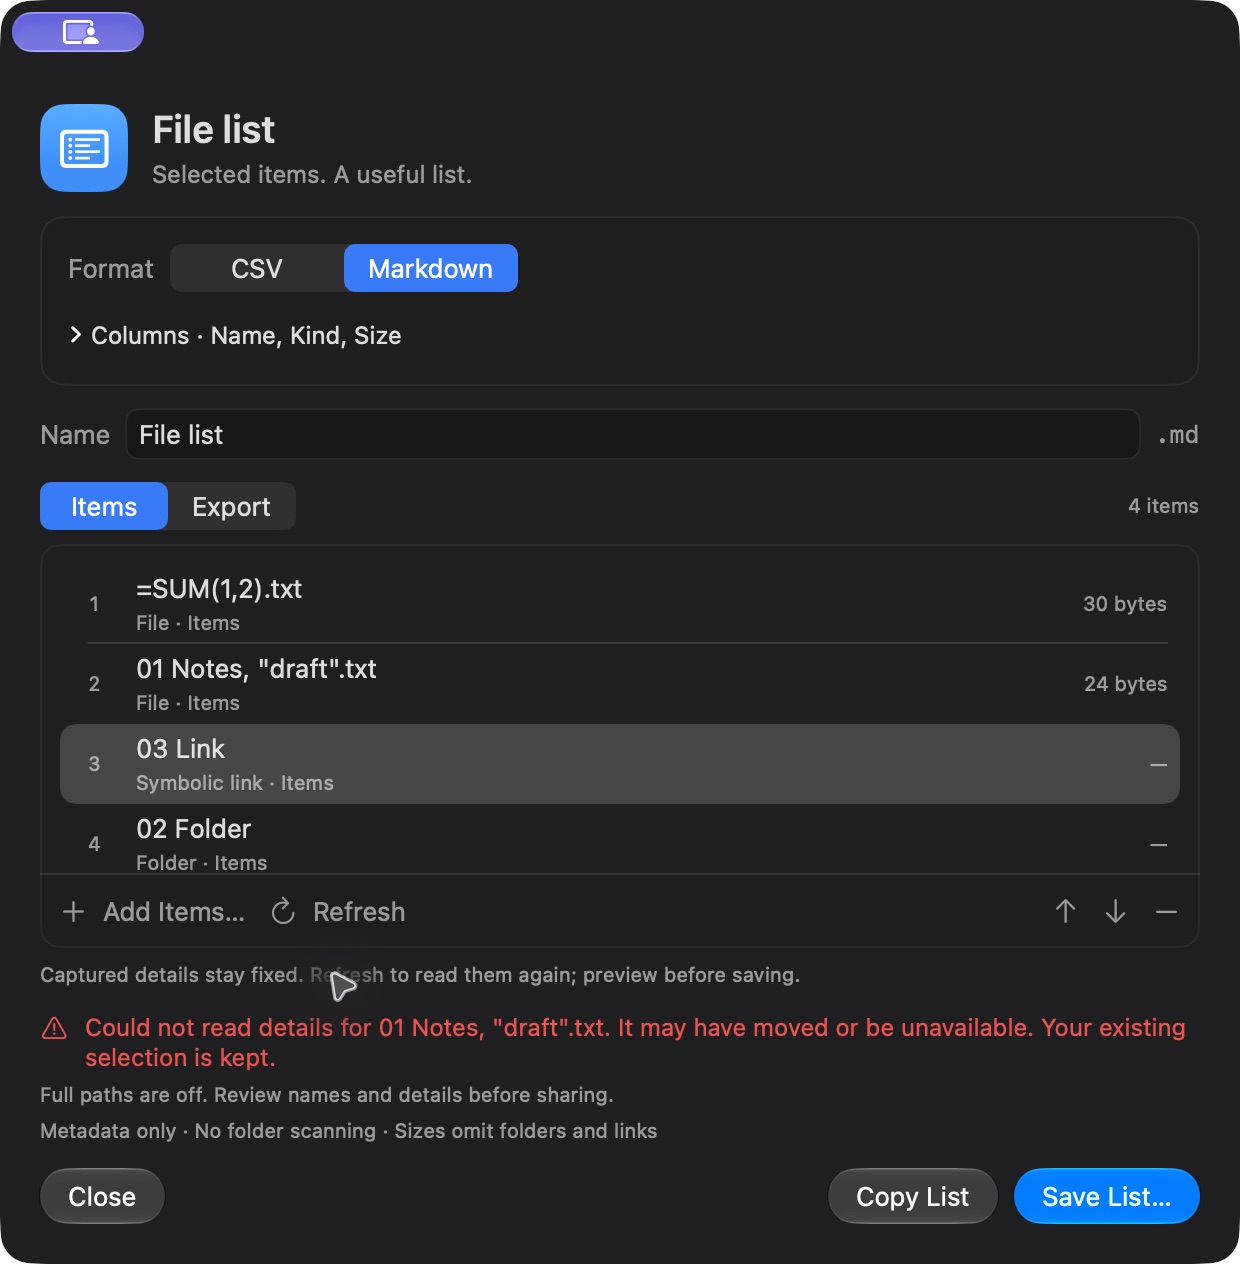 File list
Selected items. A useful list.
Format CSV Markdown
Columns · Name, Kind, Size
Name File list .md
Items Export 4 items
1 =SUM(1,2).txt 30 bytes
File · Items
2 01 Notes, "draft".txt 24 bytes
File · Items
3 03 Link —
Symbolic link · Items
4 02 Folder —
Folder · Items
Add Items... Refresh
Captured details stay fixed. Refresh to read them again; preview before saving.
Could not read details for 01 Notes, "draft".txt. It may have moved or be unavailable. Your existing
selection is kept.
Full paths are off. Review names and details before sharing.
Metadata only · No folder scanning · Sizes omit folders and links
Close Copy List Save List...